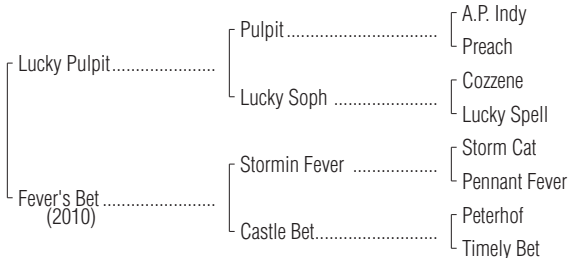 A.P. Indy
Pulpit
Preach
Lucky Pulpit
Cozzene
Lucky Soph
Lucky Spell
Storm Cat
Stormin Fever
Pennant Fever
Fever's Bet
(2010)
Peterhof
Castle Bet
Timely Bet